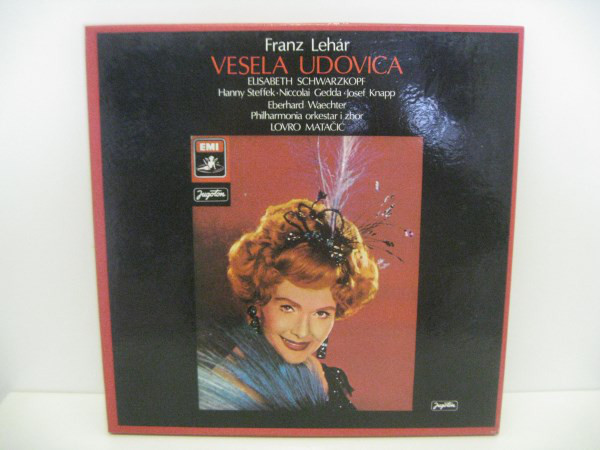 Franz Lehár
VESELA UDOVICA
ELISABETH SCHWARZKOPF
Hanny Steffek·Niccolai Gedda·Josef Knapp
Eberhard Waechter
Philharmonia orkestar i zbor
LOVRO MATAČIĆ
EMI
Jugoton
Jugoton